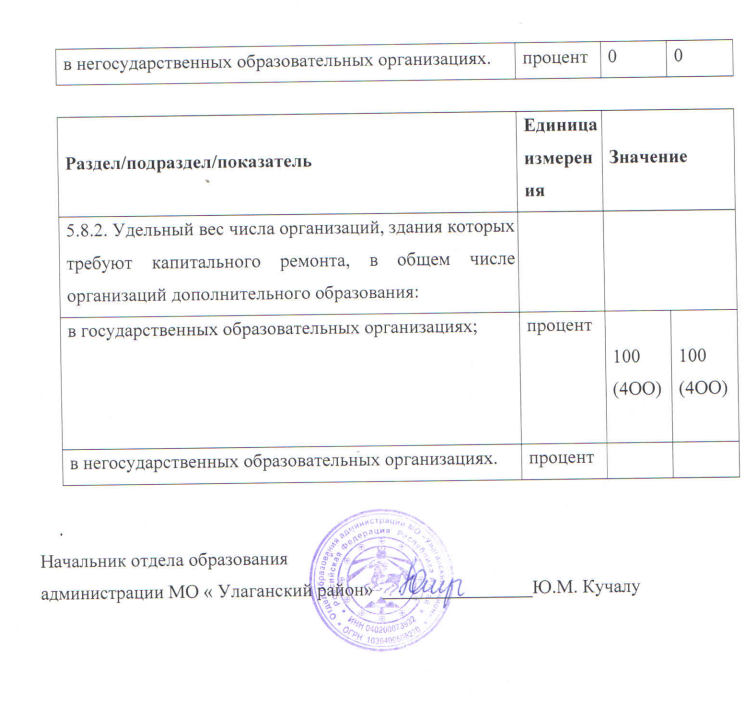 в негосударственных образовательных организациях. процент 0 0
Раздел/подраздел/показатель Единица измерен ия Значение
5.8.2. Удельный вес числа организаций, здания которых
требуют капитального ремонта, в общем числе
организаций дополнительного образования:
в государственных образовательных организациях; процент 100 (4ОО) 100 (4ОО)
в негосударственных образовательных организациях. процент
Начальник отдела образования
администрации МО « Улаганский район» Ю.М. Кучалу
Российская Федерация